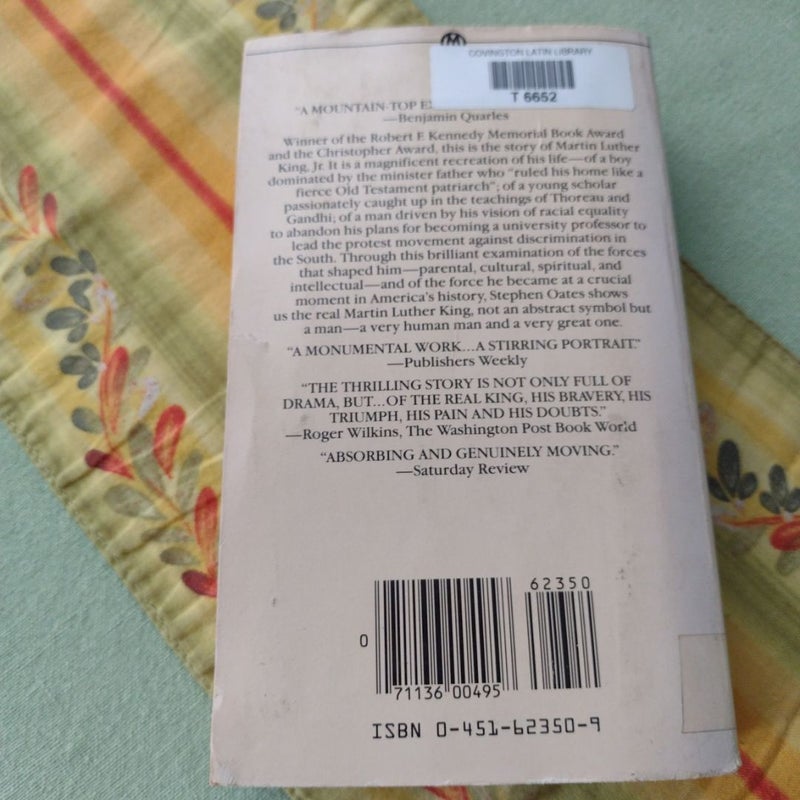 M
COVINGTON LATIN LIBRARY
T 6652
"A MOUNTAIN-TOP
—Benjamin Quarles
Winner of the Robert F. Kennedy Memorial Book Award
and the Christopher Award, this is the story of Martin Luther
King, Jr. It is a magnificent recreation of his life—of a boy
dominated by the minister father who "ruled his home like a
fierce Old Testament patriarch"; of a young scholar
passionately caught up in the teachings of Thoreau and
Gandhi; of a man driven by his vision of racial equality
to abandon his plans for becoming a university professor to
lead the protest movement against discrimination in
the South. Through this brilliant examination of the forces
that shaped him—parental, cultural, spiritual, and
intellectual—and of the force he became at a crucial
moment in America's history, Stephen Oates shows
us the real Martin Luther King, not an abstract symbol but
a man—a very human man and a very great one.
"A MONUMENTAL WORK...A STIRRING PORTRAIT."
—Publishers Weekly
"THE THRILLING STORY IS NOT ONLY FULL OF
DRAMA, BUT...OF THE REAL KING, HIS BRAVERY, HIS
TRIUMPH, HIS PAIN AND HIS DOUBTS."
—Roger Wilkins, The Washington Post Book World
"ABSORBING AND GENUINELY MOVING."
—Saturday Review
62350
0
71136 00495
ISBN 0-451-62350-9